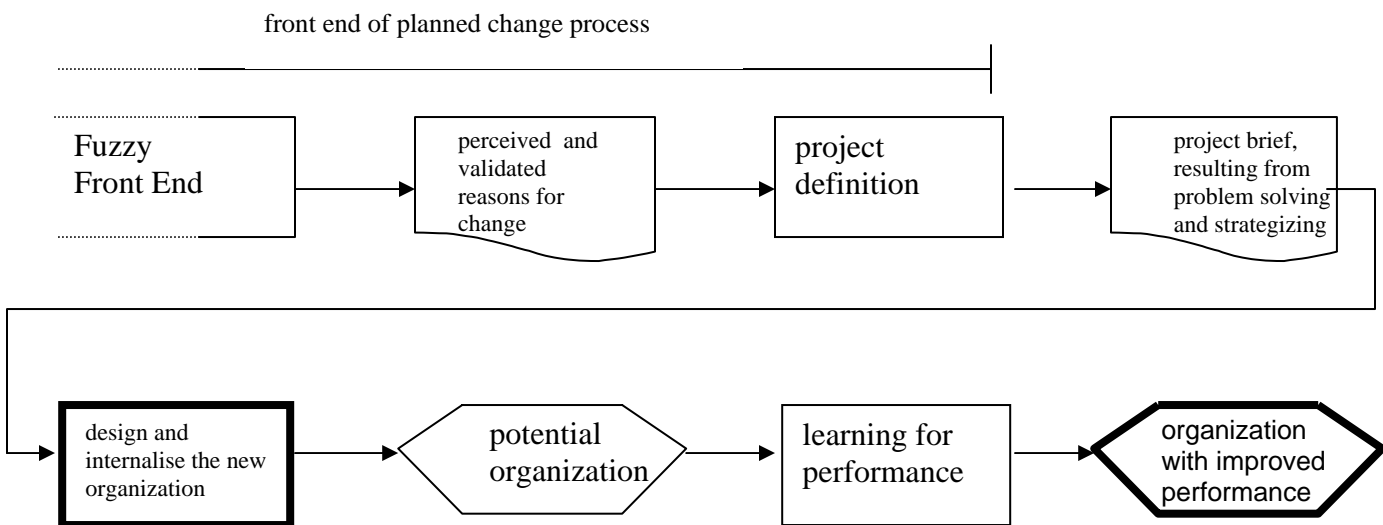 front end of planned change process
Fuzzy
Front End
perceived and
validated
reasons for
change
project
definition
project brief,
resulting from
problem solving
and strategizing
design and
internalise the new
organization
potential
organization
learning for
performance
organization
with improved
performance